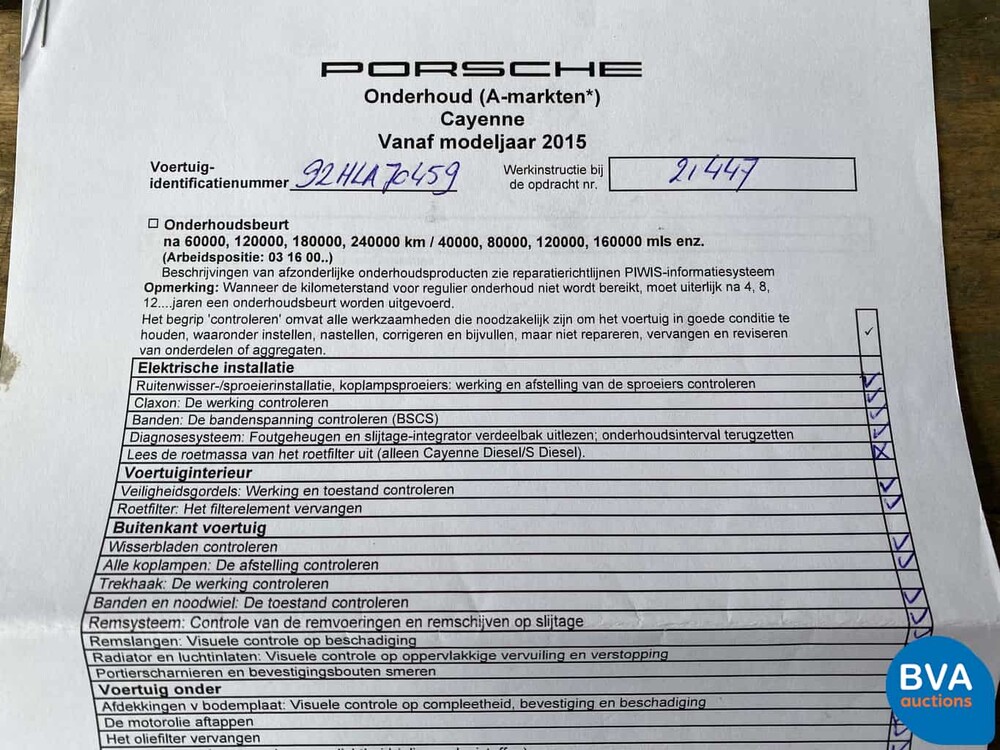 PORSCHE
Onderhoud (A-markten*)
Cayenne
Vanaf modeljaar 2015
Voertuig-
identificatienummer 92HLA70459
Werkinstructie bij
de opdracht nr. 21447
Onderhoudsbeurt
na 60000, 120000, 180000, 240000 km / 40000, 80000, 120000, 160000 mls enz.
(Arbeidspositie: 03 16 00..)
Beschrijvingen van afzonderlijke onderhoudsproducten zie reparatierichtlijnen PIWIS-informatiesysteem
Opmerking: Wanneer de kilometerstand voor regulier onderhoud niet wordt bereikt, moet uiterlijk na 4, 8,
12....jaren een onderhoudsbeurt worden uitgevoerd.
Het begrip 'controleren' omvat alle werkzaamheden die noodzakelijk zijn om het voertuig in goede conditie te
houden, waaronder instellen, nastellen, corrigeren en bijvullen, maar niet repareren, vervangen en reviseren
van onderdelen of aggregaten.
Elektrische installatie
Ruitenwisser-/sproeierinstallatie, koplampsproeiers: werking en afstelling van de sproeiers controleren
Claxon: De werking controleren
Banden: De bandenspanning controleren (BSCS)
Diagnosesysteem: Foutgeheugen en slijtage-integrator verdeelbak uitlezen; onderhoudsinterval terugzetten
Lees de roetmassa van het roetfilter uit (alleen Cayenne Diesel/S Diesel).
Voertuiginterieur
Veiligheidsgordels: Werking en toestand controleren
Roetfilter: Het filterelement vervangen
Buitenkant voertuig
Wisserbladen controleren
Alle koplampen: De afstelling controleren
Trekhaak: De werking controleren
Banden en noodwiel: De toestand controleren
Remsysteem: Controle van de remvoeringen en remschijven op slijtage
Remslangen: Visuele controle op beschadiging
Radiator en luchtinlaten: Visuele controle op oppervlakkige vervuiling en verstopping
Portierscharnieren en bevestigingsbouten smeren
Voertuig onder
Afdekkingen v bodemplaat: Visuele controle op compleetheid, bevestiging en beschadiging
De motorolie aftappen
Het oliefilter vervangen
BVA
auctions